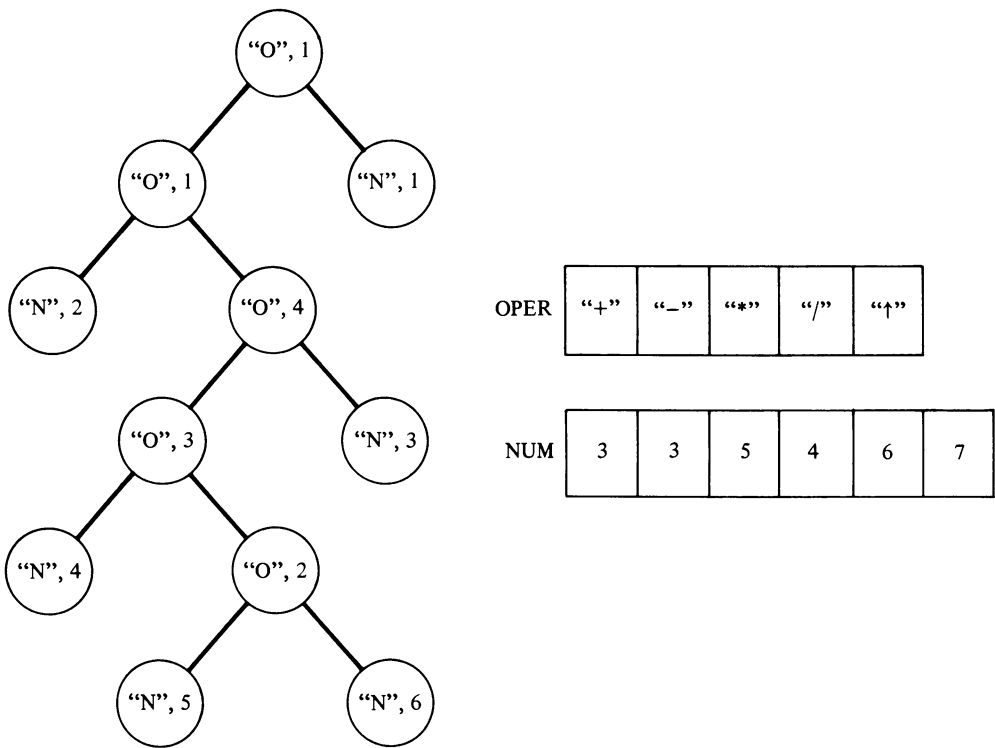 “O”, 1
“O”, 1
“N”, 1
“N”, 2
“O”, 4
“O”, 3
“N”, 3
“N”, 4
“O”, 2
“N”, 5
“N”, 6
OPER “+” “−” “*” “/” “↑”
NUM 3 3 5 4 6 7